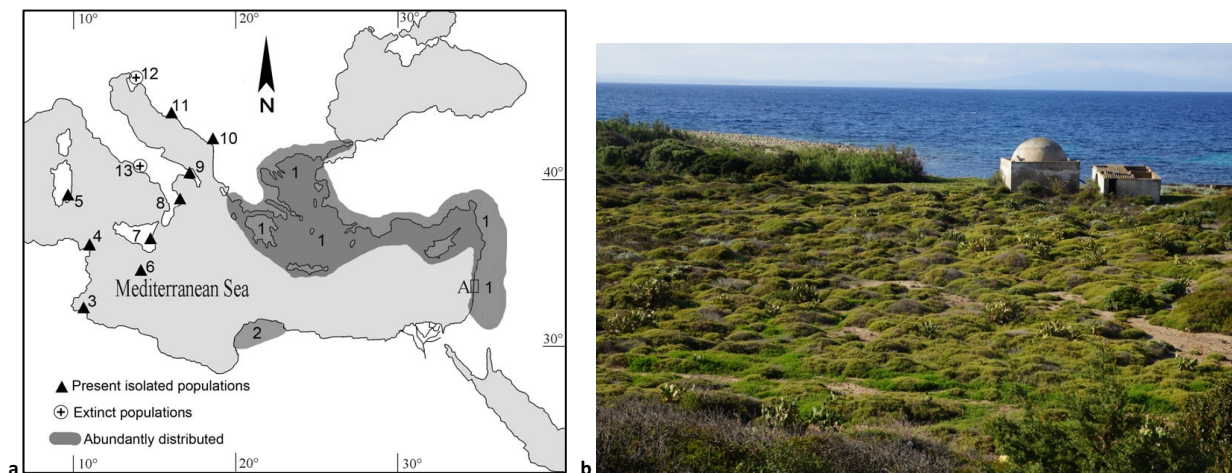 10° 20° 30°
12
11
10
N
13
9
1
40°
5
8
1
1
1
4
7
1
6
Mediterranean Sea
A
1
3
2
30°
Present isolated populations
Extinct populations
Abundantly distributed
10° 20° 30°
a
b